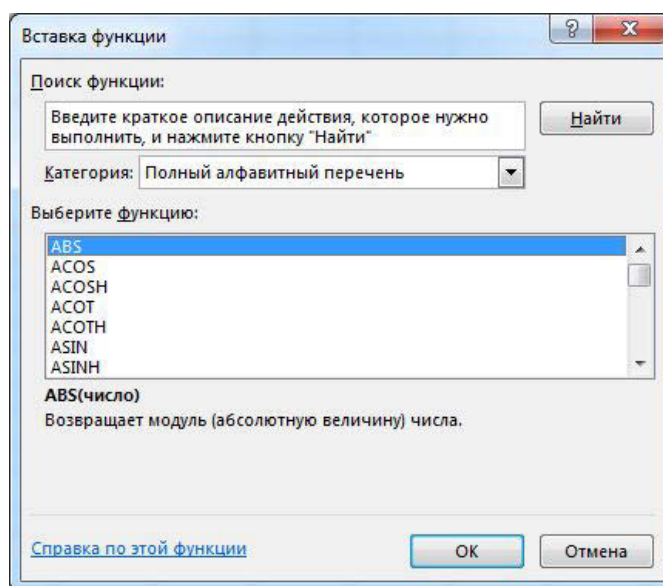 Вставка функции
Поиск функции:
Введите краткое описание действия, которое нужно
выполнить, и нажмите кнопку "Найти"
Найти
Категория: Полный алфавитный перечень
Выберите функцию:
ABS
ACOS
ACOSH
ACOT
ACOTH
ASIN
ASINH
ABS(число)
Возвращает модуль (абсолютную величину) числа.
Справка по этой функции
ОК
Отмена